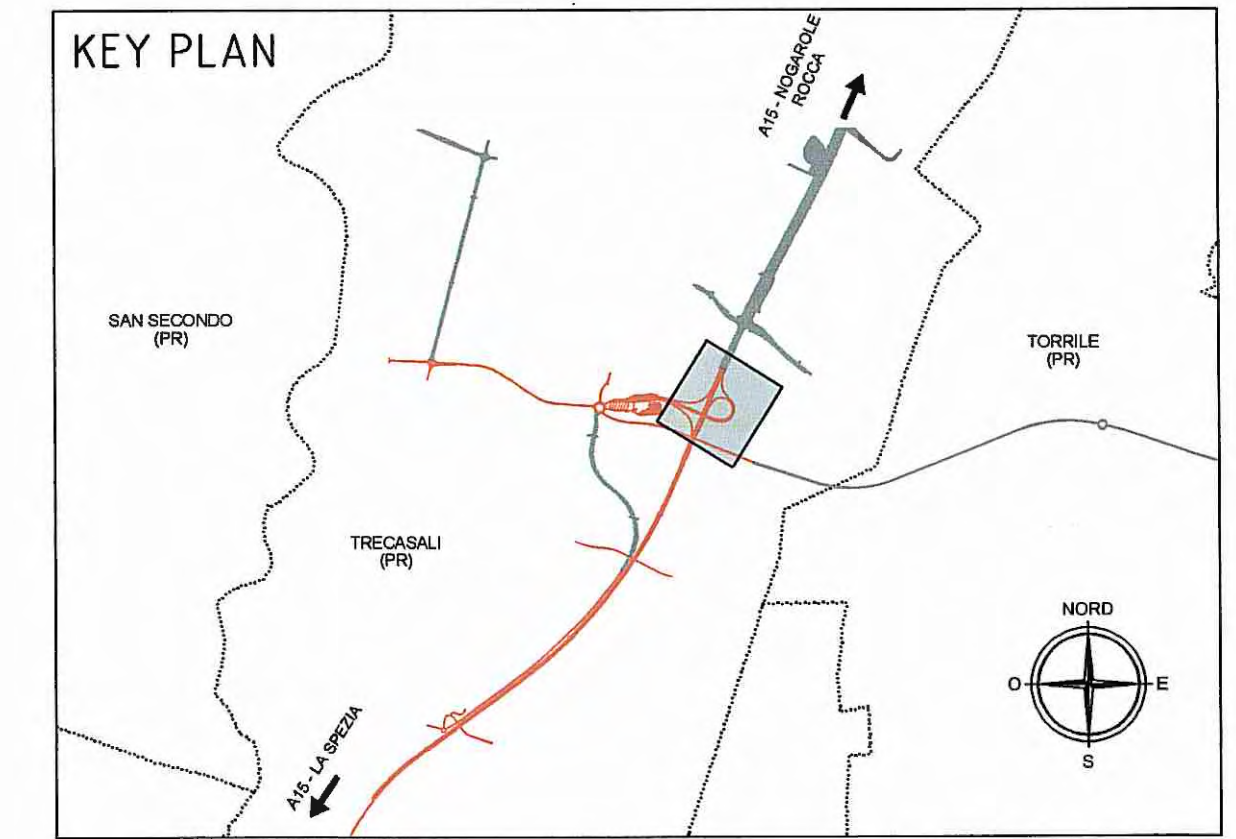 KEY PLAN
A15 - NOGAROLE
ROCCA
SAN SECONDO
(PR)
TORRILE
(PR)
TRECASALI
(PR)
NORD
O
E
S
A15 - LA SPEZIA